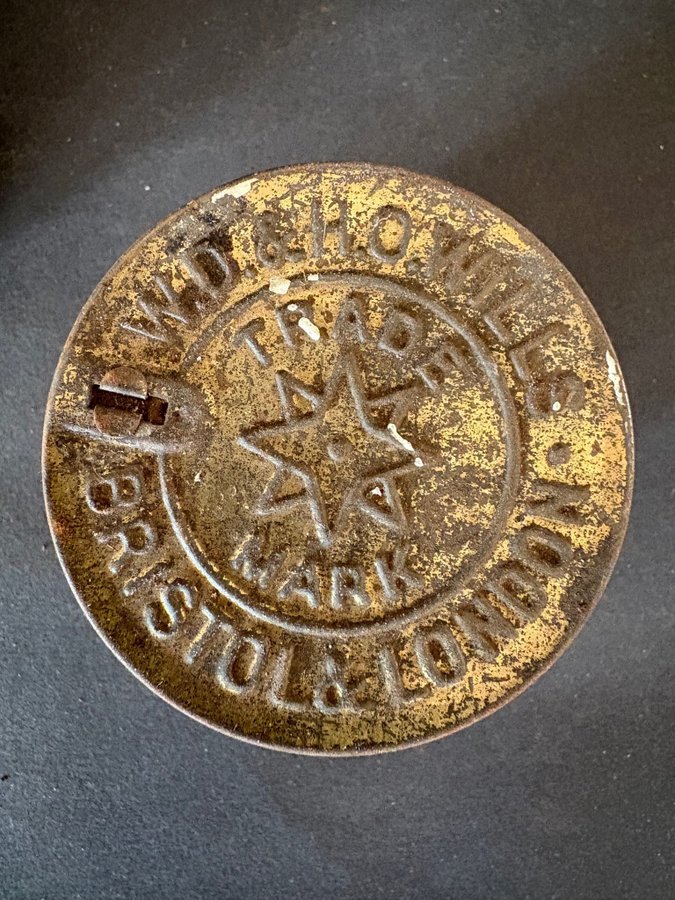 W.D.&.H.O.WILLS.
BRISTOL & LONDON
TRADE
MARK